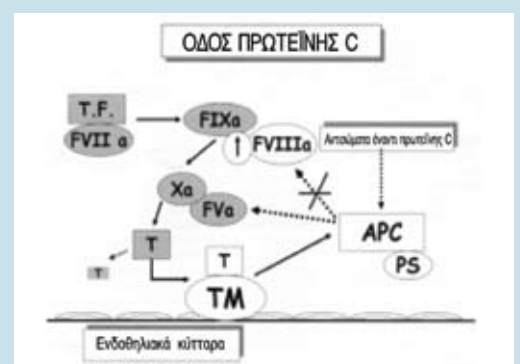 ΟΔΟΣ ΠΡΩΤΕΪΝΗΣ C
T.F.
FVII a
FIXa
↑
FVIIIa
Αντισώματα έναντι πρωτεΐνης C
Xa
FVa
T
T
T
TM
APC
PS
Ενδοθηλιακά κύτταρα